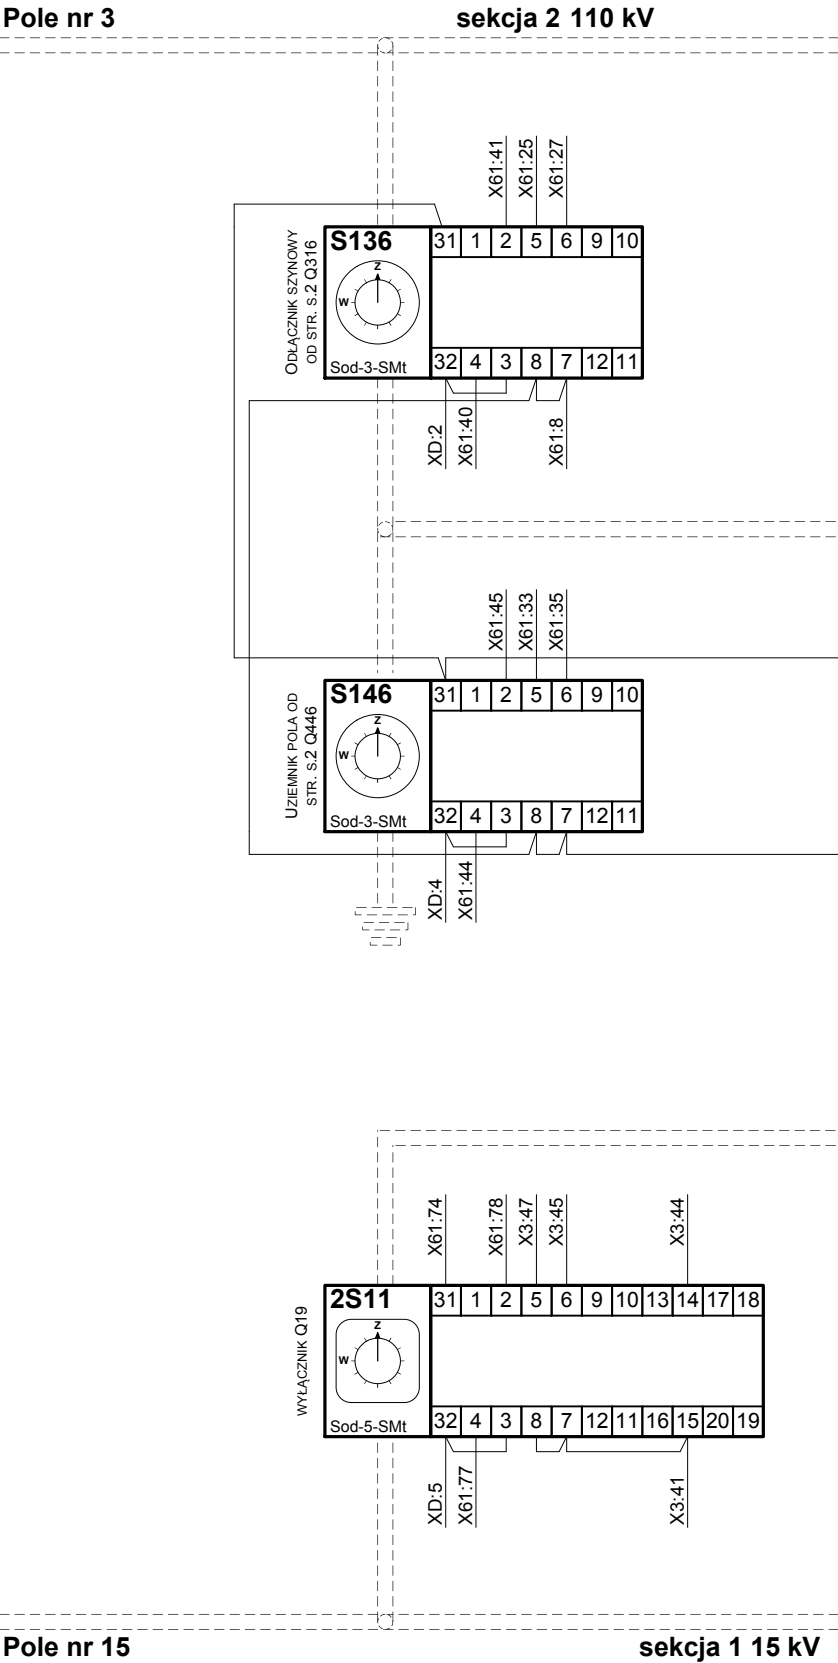 Pole nr 3
sekcja 2 110 kV
X61:41
X61:25
X61:27
ODŁĄCZNIK SZYNOWY
OD STR. S.2 Q316
S136
Z
W
Sod-3-SMt
31 1 2 5 6 9 10
32 4 3 8 7 12 11
XD:2
X61:40
X61:8
X61:45
X61:33
X61:35
UZIEMNIK POLA OD
STR. S.2 Q446
S146
Z
W
Sod-3-SMt
31 1 2 5 6 9 10
32 4 3 8 7 12 11
XD:4
X61:44
X61:74
X61:78
X3:47
X3:45
X3:44
WYŁĄCZNIK Q19
2S11
Z
W
Sod-5-SMt
31 1 2 5 6 9 10 13 14 17 18
32 4 3 8 7 12 11 16 15 20 19
XD:5
X61:77
X3:41
Pole nr 15
sekcja 1 15 kV